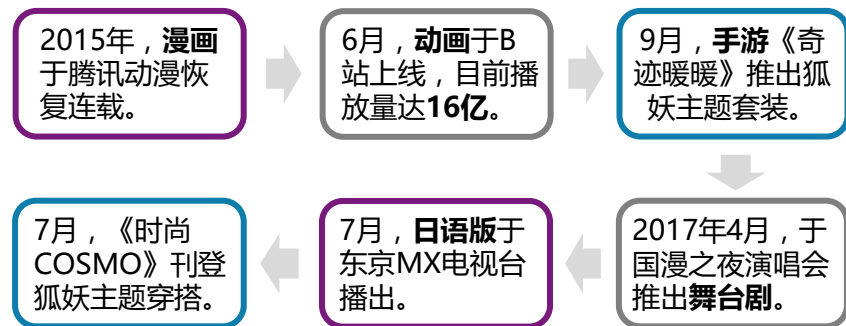 2015年，漫画
于腾讯动漫恢
复连载。
6月，动画于B
站上线，目前播
放量达16亿。
9月，手游《奇
迹暖暖》推出狐
妖主题套装。
2017年4月，于
国漫之夜演唱会
推出舞台剧。
7月，日语版于
东京MX电视台
播出。
7月，《时尚
COSMO》刊登
狐妖主题穿搭。